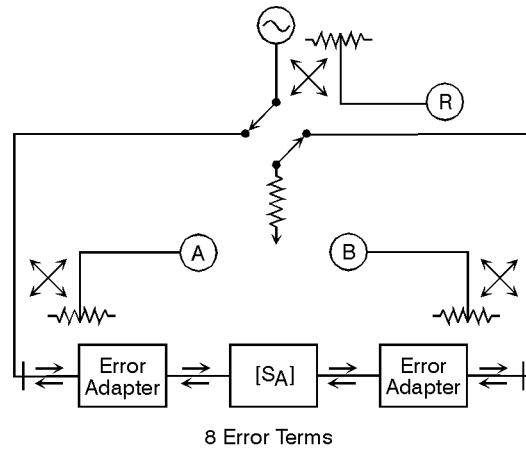 R
A
B
Error
Adapter
[SA]
Error
Adapter
8 Error Terms